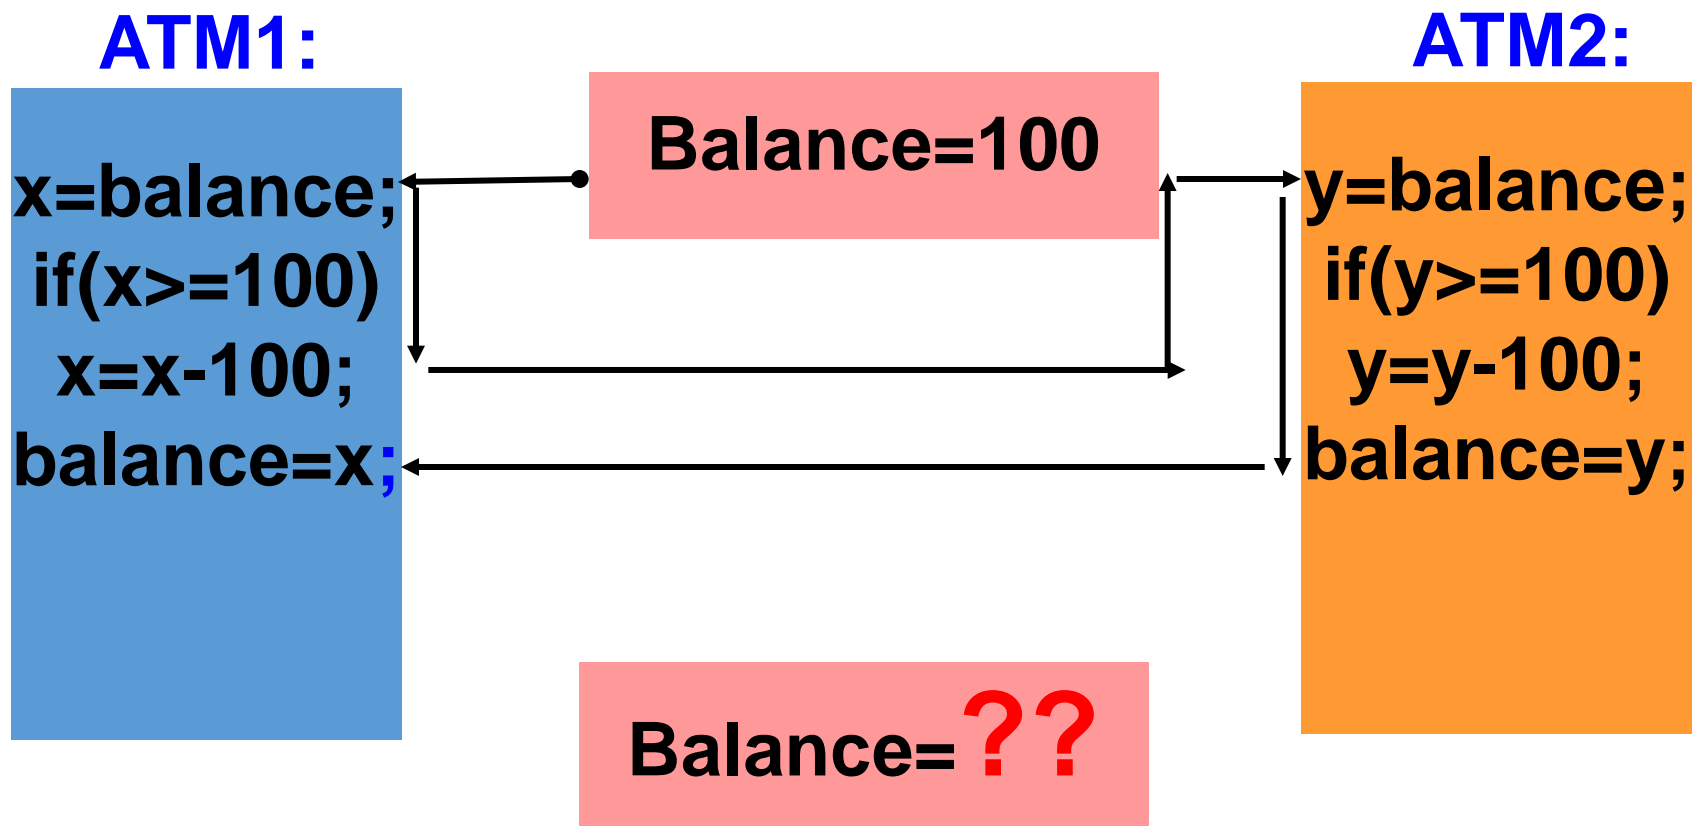 ATM1:
ATM2:
Balance=100
x=balance;
if(x>=100)
x=x-100;
balance=x;
y=balance;
if(y>=100)
y=y-100;
balance=y;
Balance=??